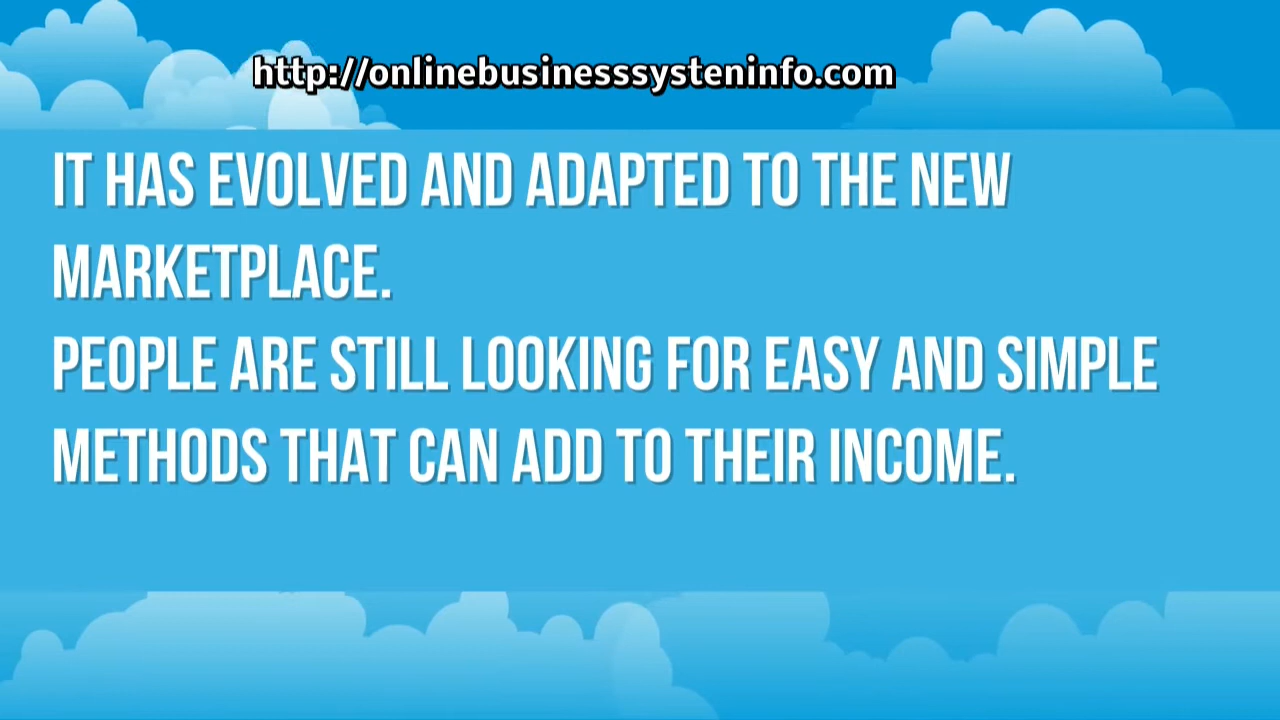 http://onlinebusinesssysteninfo.com
IT HAS EVOLVED AND ADAPTED TO THE NEW
MARKETPLACE.
PEOPLE ARE STILL LOOKING FOR EASY AND SIMPLE
METHODS THAT CAN ADD TO THEIR INCOME.